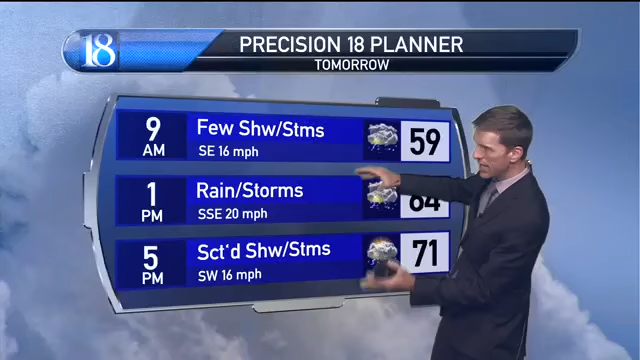 18
PRECISION 18 PLANNER
TOMORROW
9
AM
Few Shw/Stms
SE 16 mph
59
1
PM
Rain/Storms
SSE 20 mph
64
5
PM
Sct'd Shw/Stms
SW 16 mph
71